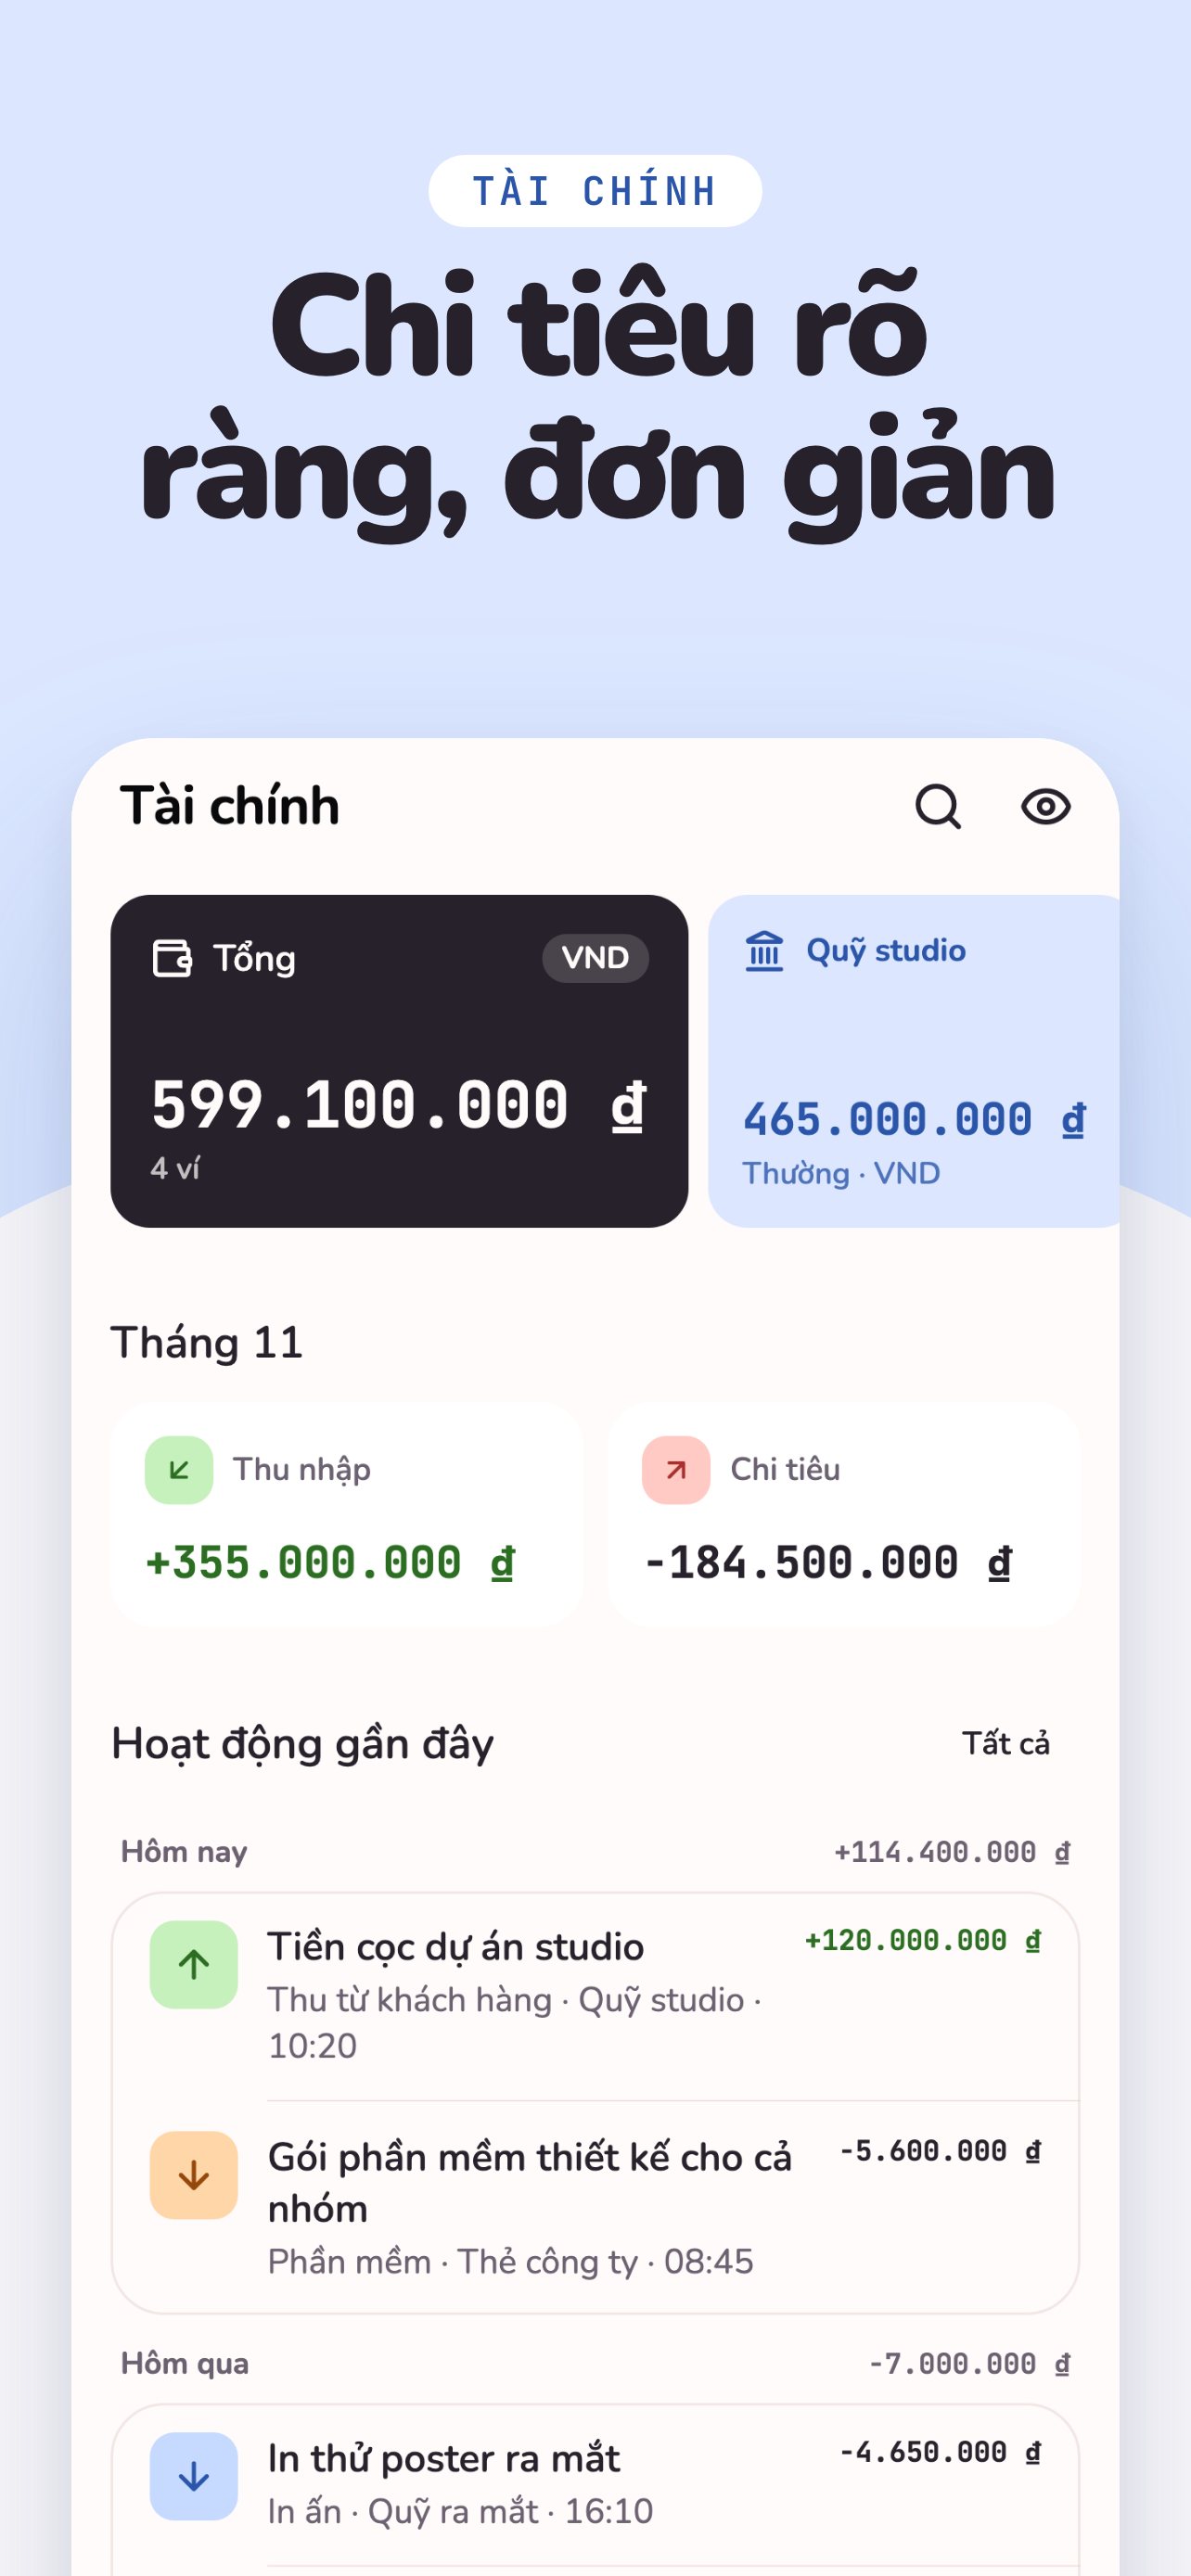 TÀI CHÍNH
Chi tiêu rõ
ràng, đơn giản
Tài chính
Tổng
VND
599.100.000 ₫
4 ví
Quỹ studio
465.000.000 ₫
Thường · VND
Tháng 11
Thu nhập
+355.000.000 ₫
Chi tiêu
-184.500.000 ₫
Hoạt động gần đây
Tất cả
Hôm nay
+114.400.000 ₫
Tiền cọc dự án studio
+120.000.000 ₫
Thu từ khách hàng · Quỹ studio ·
10:20
Gói phần mềm thiết kế cho cả
nhóm
-5.600.000 ₫
Phần mềm · Thẻ công ty · 08:45
Hôm qua
-7.000.000 ₫
In thử poster ra mắt
-4.650.000 ₫
In ấn · Quỹ ra mắt · 16:10